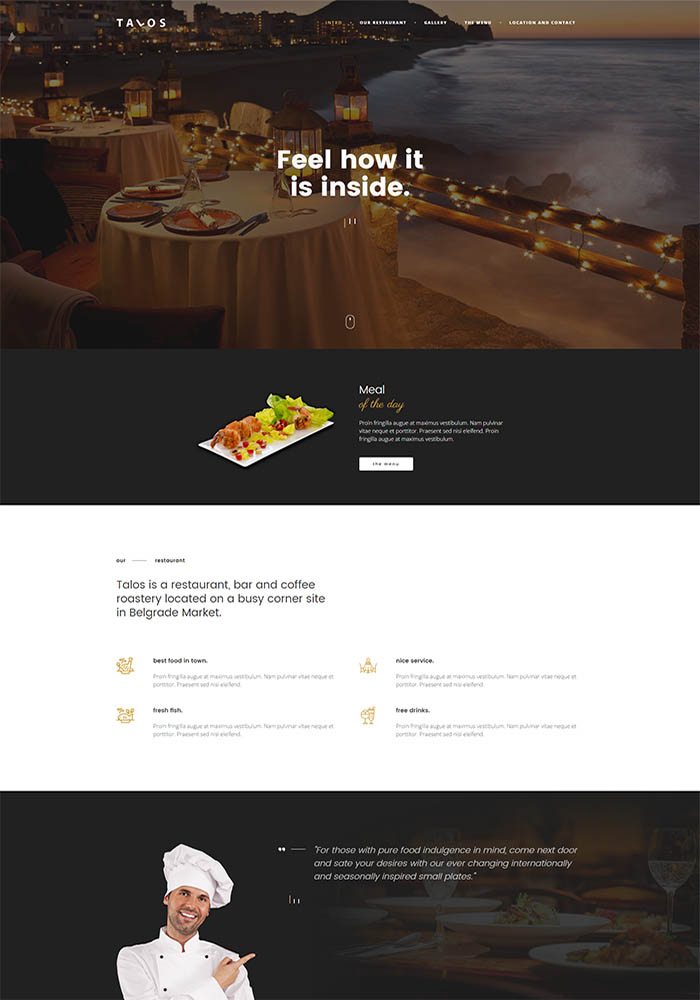 TALOS
INTRO
OUR RESTAURANT
GALLERY
THE MENU
LOCATION AND CONTACT
Feel how it
is inside.
Meal
of the day
Proin fringilla augue at maximus vestibulum. Nam pulvinar
vitae neque et porttitor. Praesent sed nisl eleifend. Proin
fringilla augue at maximus vestibulum.
the menu
our
restaurant
Talos is a restaurant, bar and coffee
roastery located on a busy corner site
in Belgrade Market.
best food in town.
Proin fringilla augue at maximus vestibulum. Nam pulvinar vitae neque et
porttitor. Praesent sed nisl eleifend.
nice service.
Proin fringilla augue at maximus vestibulum. Nam pulvinar vitae neque et
porttitor. Praesent sed nisl eleifend.
fresh fish.
Proin fringilla augue at maximus vestibulum. Nam pulvinar vitae neque et
porttitor. Praesent sed nisl eleifend.
free drinks.
Proin fringilla augue at maximus vestibulum. Nam pulvinar vitae neque et
porttitor. Praesent sed nisl eleifend.
"For those with pure food indulgence in mind, come next door
and sate your desires with our ever changing internationally
and seasonally inspired small plates."